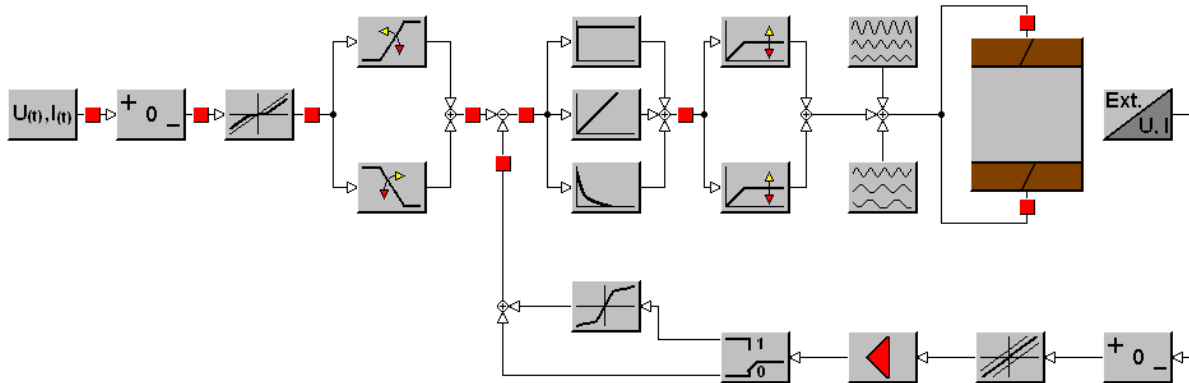 U(t), I(t)
+ 0 _
Ext.
U, I
1
0
+ 0 _